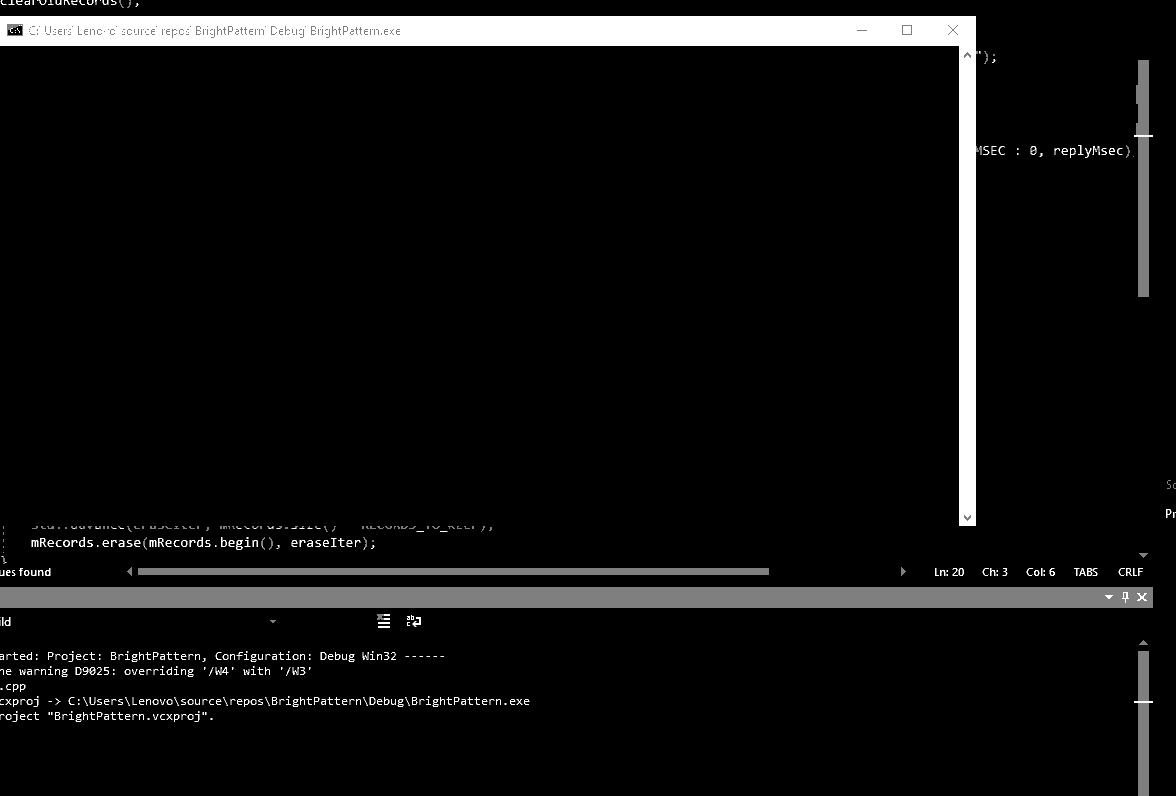 clearOldRecords();
C:\Users\Lenovo\source\repos\BrightPattern\Debug\BrightPattern.exe
");
MSEC : 0, replyMsec)
Sc
Pr
std::advance(eraseIter, mRecords.size() - RECORDS_TO_KEEP);
mRecords.erase(mRecords.begin(), eraseIter);
}
ues found
Ln: 20 Ch: 3 Col: 6 TABS CRLF
ild
arted: Project: BrightPattern, Configuration: Debug Win32 ------
ne warning D9025: overriding '/W4' with '/W3'
.cpp
cxproj -> C:\Users\Lenovo\source\repos\BrightPattern\Debug\BrightPattern.exe
roject "BrightPattern.vcxproj".